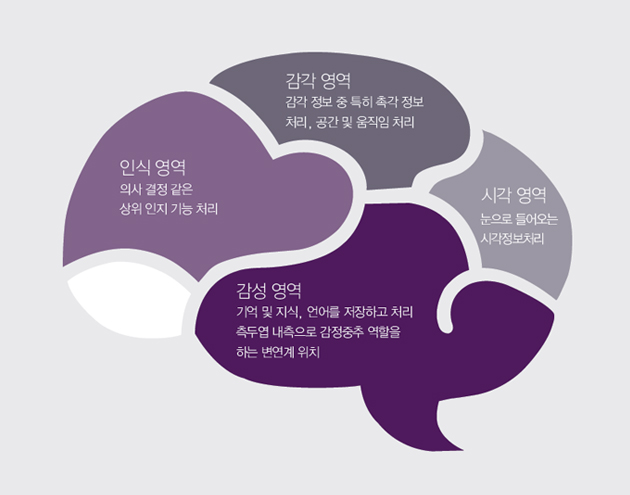 감각 영역
감각 정보 중 특히 촉각 정보
처리, 공간 및 움직임 처리
인식 영역
의사 결정 같은
상위 인지 기능 처리
시각 영역
눈으로 들어오는
시각정보처리
감성 영역
기억 및 지식, 언어를 저장하고 처리
측두엽 내측으로 감정중추 역할을
하는 변연계 위치